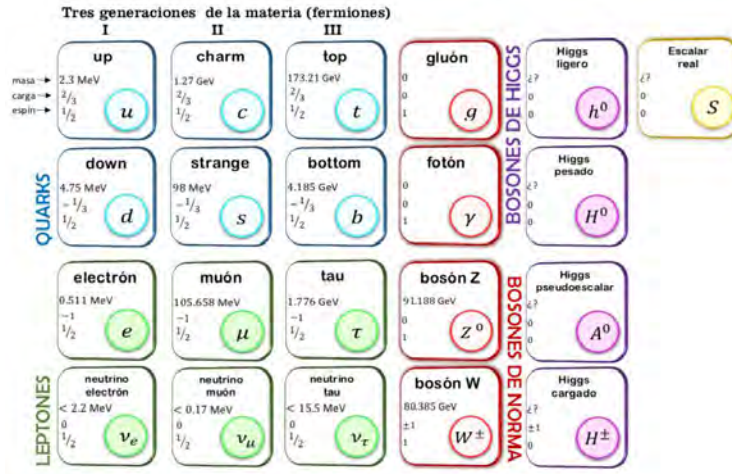 Tres generaciones de la materia (fermiones)
I II III
masa
carga
espín
QUARKS
LEPTONES
BOSONES DE HIGGS
BOSONES DE NORMA
up
2.3 MeV
2/3
1/2
u
charm
1.27 GeV
2/3
1/2
c
top
173.21 GeV
2/3
1/2
t
gluón
0
0
1
g
Higgs
ligero
¿?
0
0
h⁰
Escalar
real
¿?
0
0
S
down
4.75 MeV
−1/3
1/2
d
strange
98 MeV
−1/3
1/2
s
bottom
4.185 GeV
−1/3
1/2
b
fotón
0
0
1
γ
Higgs
pesado
¿?
0
0
H⁰
electrón
0.511 MeV
−1
1/2
e
muón
105.658 MeV
−1
1/2
μ
tau
1.776 GeV
−1
1/2
τ
bosón Z
91.188 GeV
0
1
Z⁰
Higgs
pseudoescalar
¿?
0
0
A⁰
neutrino
electrón
< 2.2 MeV
0
1/2
νe
neutrino
muón
< 0.17 MeV
0
1/2
νμ
neutrino
tau
< 15.5 MeV
0
1/2
ντ
bosón W
80.385 GeV
±1
1
W±
Higgs
cargado
¿?
±1
0
H±